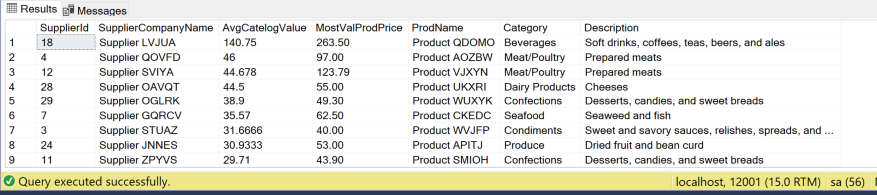 Results Messages
SupplierId SupplierCompanyName AvgCatelogValue MostValProdPrice ProdName Category Description
1 18 Supplier LVJUA 140.75 263.50 Product QDOMO Beverages Soft drinks, coffees, teas, beers, and ales
2 4 Supplier QOVFD 46 97.00 Product AOZBW Meat/Poultry Prepared meats
3 12 Supplier SVIYA 44.678 123.79 Product VJXYN Meat/Poultry Prepared meats
4 28 Supplier OAVQT 44.5 55.00 Product UKXRI Dairy Products Cheeses
5 29 Supplier OGLRK 38.9 49.30 Product WUXYK Confections Desserts, candies, and sweet breads
6 7 Supplier GQRCV 35.57 62.50 Product CKEDC Seafood Seaweed and fish
7 3 Supplier STUAZ 31.6666 40.00 Product WVJFP Condiments Sweet and savory sauces, relishes, spreads, and ...
8 24 Supplier JNNES 30.9333 53.00 Product APITJ Produce Dried fruit and bean curd
9 11 Supplier ZPYVS 29.71 43.90 Product SMIOH Confections Desserts, candies, and sweet breads
Query executed successfully. localhost, 12001 (15.0 RTM) sa (56)